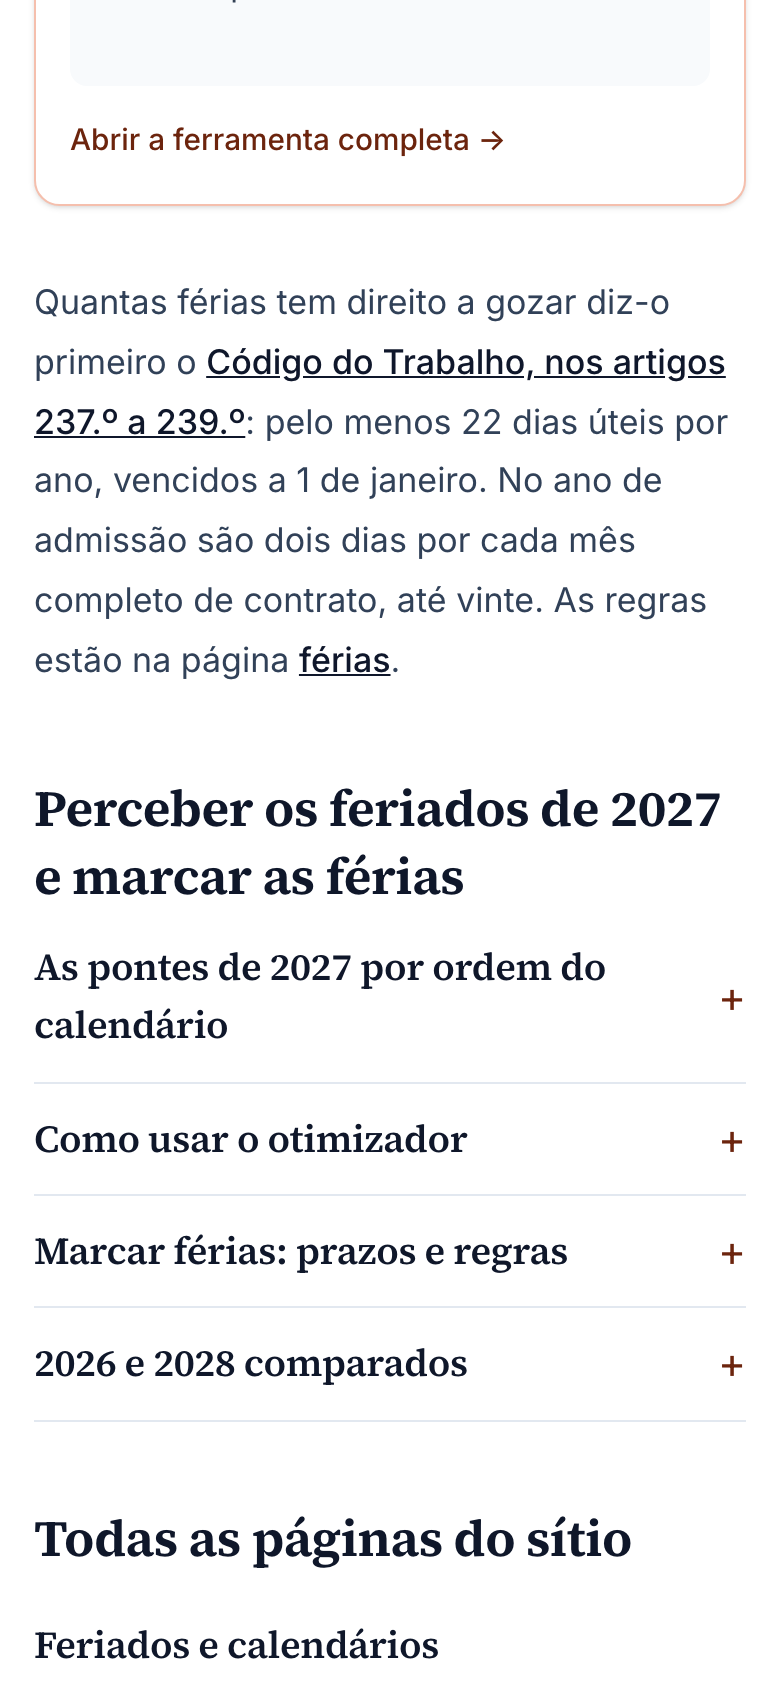 Abrir a ferramenta completa →
Quantas férias tem direito a gozar diz-o
primeiro o Código do Trabalho, nos artigos
237.º a 239.º: pelo menos 22 dias úteis por
ano, vencidos a 1 de janeiro. No ano de
admissão são dois dias por cada mês
completo de contrato, até vinte. As regras
estão na página férias.
Perceber os feriados de 2027
e marcar as férias
As pontes de 2027 por ordem do
calendário
+
Como usar o otimizador +
Marcar férias: prazos e regras +
2026 e 2028 comparados +
Todas as páginas do sítio
Feriados e calendários